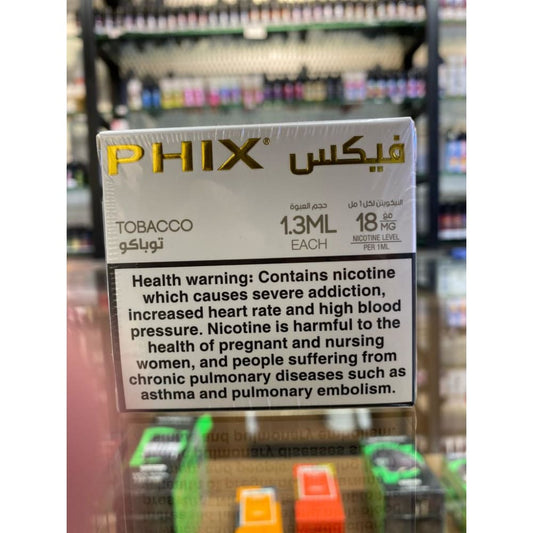 PHIX® فيكس
TOBACCO
توباكو
حجم العبوة
1.3ML
EACH
النيكوتين لكل 1 مل
18 مغ MG
NICOTINE LEVEL
PER 1ML
Health warning: Contains nicotine
which causes severe addiction,
increased heart rate and high blood
pressure. Nicotine is harmful to the
health of pregnant and nursing
women, and people suffering from
chronic pulmonary diseases such as
asthma and pulmonary embolism.